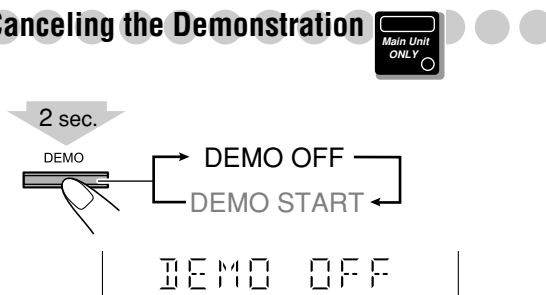 Canceling the Demonstration
Main Unit
ONLY
2 sec.
DEMO
DEMO OFF
DEMO START
DEMO OFF